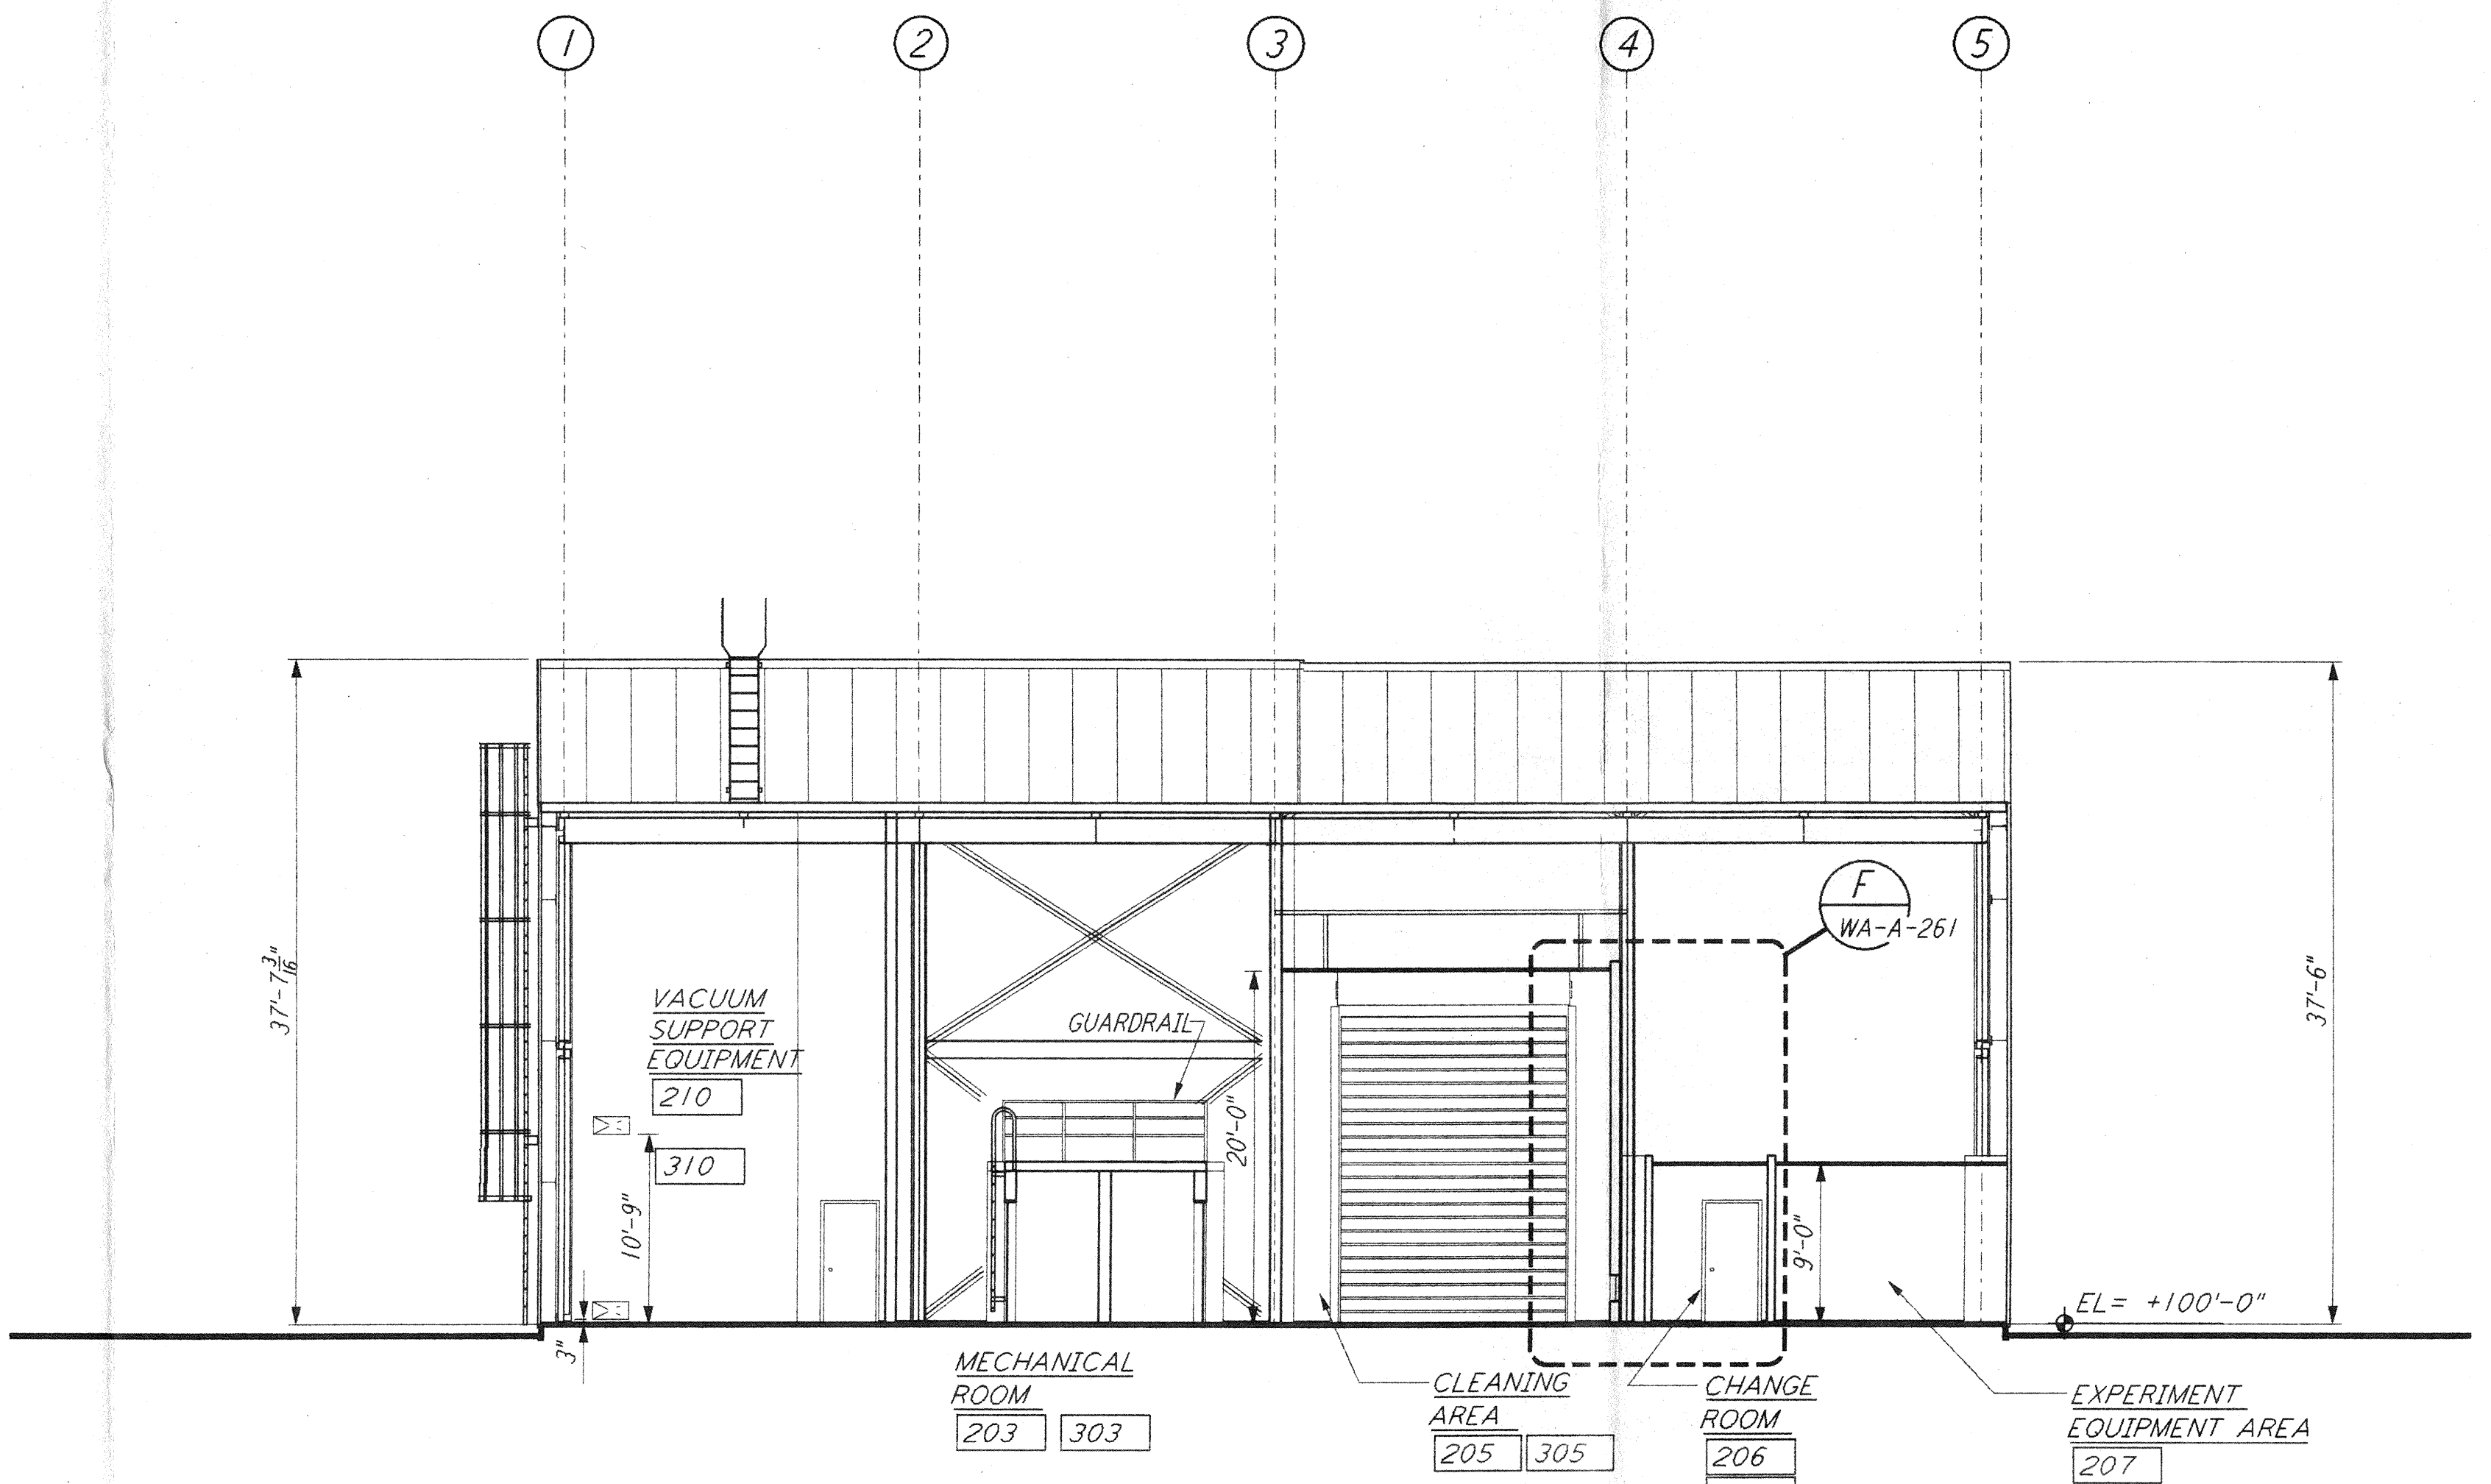 1 2 3 4 5
F
WA-A-261
37'-7 3/16"
37'-6"
VACUUM
SUPPORT
EQUIPMENT
210
310
GUARDRAIL
20'-0"
10'-9"
9'-0"
3"
EL= +100'-0"
MECHANICAL
ROOM
203 303
CLEANING
AREA
205 305
CHANGE
ROOM
206
EXPERIMENT
EQUIPMENT AREA
207